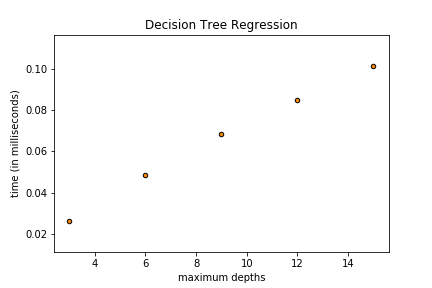 Decision Tree Regression
time (in milliseconds)
0.10
0.08
0.06
0.04
0.02
4 6 8 10 12 14
maximum depths